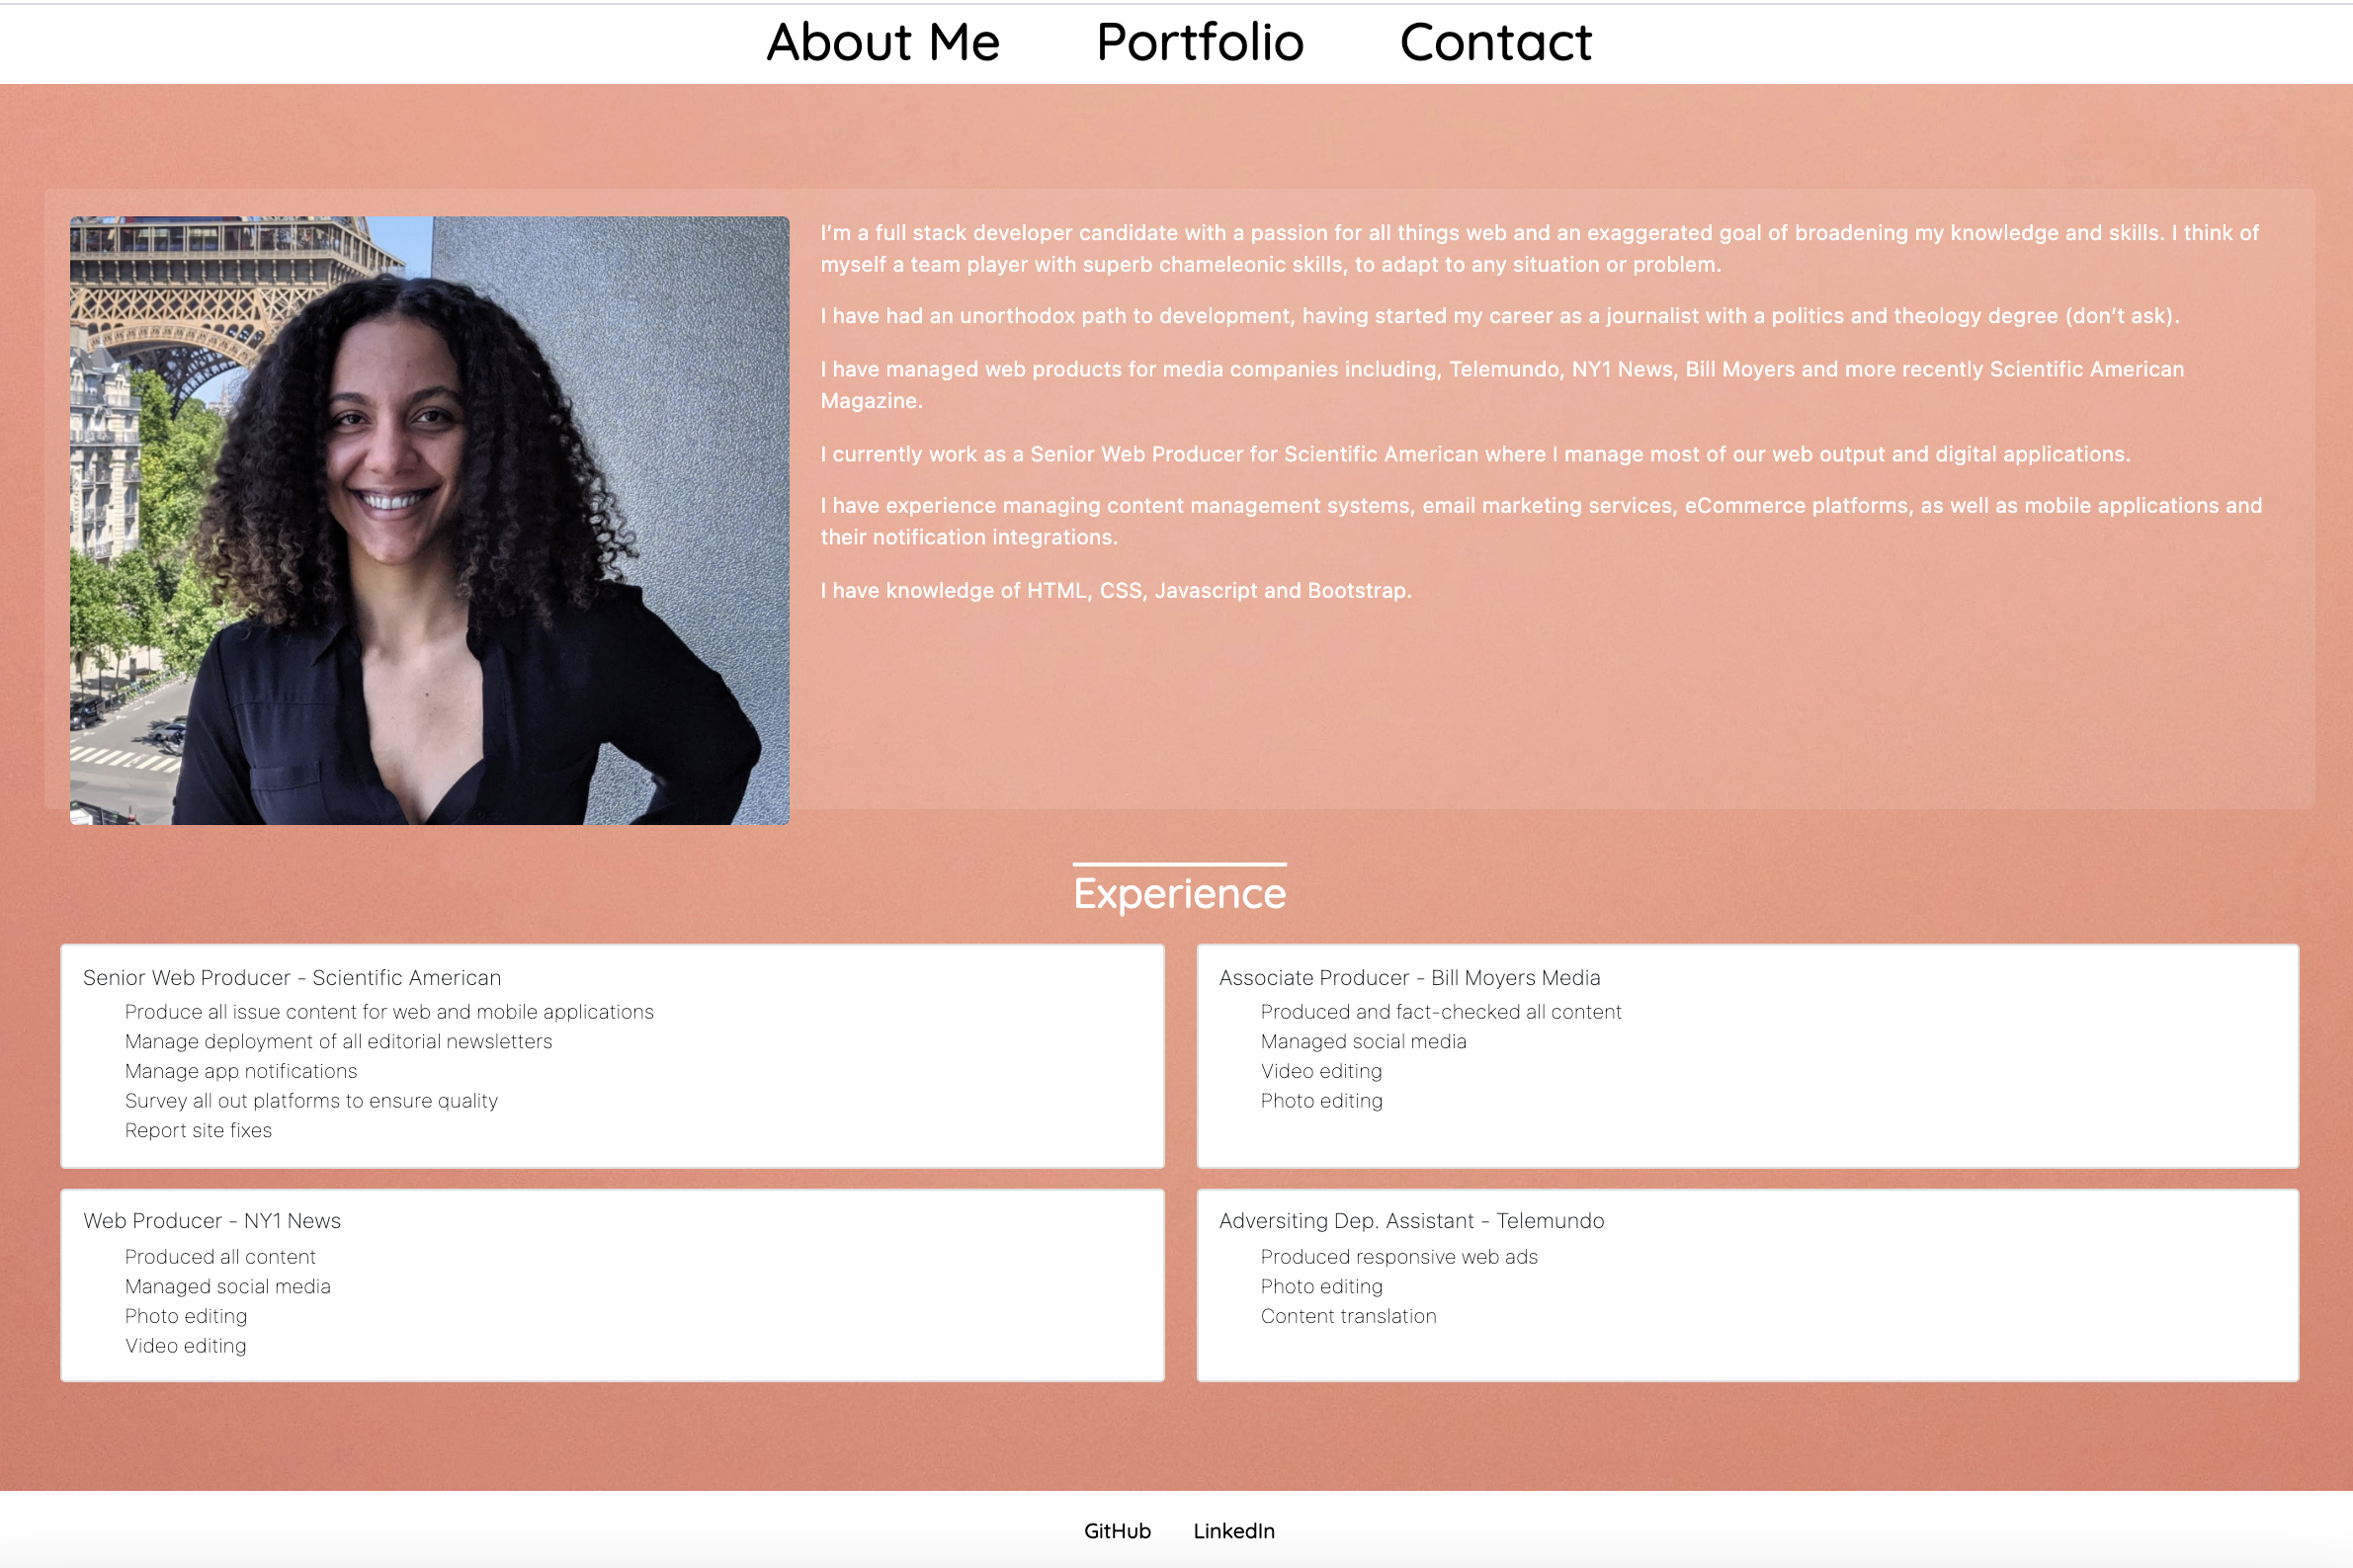 About Me Portfolio Contact
I’m a full stack developer candidate with a passion for all things web and an exaggerated goal of broadening my knowledge and skills. I think of
myself a team player with superb chameleonic skills, to adapt to any situation or problem.
I have had an unorthodox path to development, having started my career as a journalist with a politics and theology degree (don’t ask).
I have managed web products for media companies including, Telemundo, NY1 News, Bill Moyers and more recently Scientific American
Magazine.
I currently work as a Senior Web Producer for Scientific American where I manage most of our web output and digital applications.
I have experience managing content management systems, email marketing services, eCommerce platforms, as well as mobile applications and
their notification integrations.
I have knowledge of HTML, CSS, Javascript and Bootstrap.
Experience
Senior Web Producer - Scientific American
Produce all issue content for web and mobile applications
Manage deployment of all editorial newsletters
Manage app notifications
Survey all out platforms to ensure quality
Report site fixes
Associate Producer - Bill Moyers Media
Produced and fact-checked all content
Managed social media
Video editing
Photo editing
Web Producer - NY1 News
Produced all content
Managed social media
Photo editing
Video editing
Adversiting Dep. Assistant - Telemundo
Produced responsive web ads
Photo editing
Content translation
GitHub LinkedIn